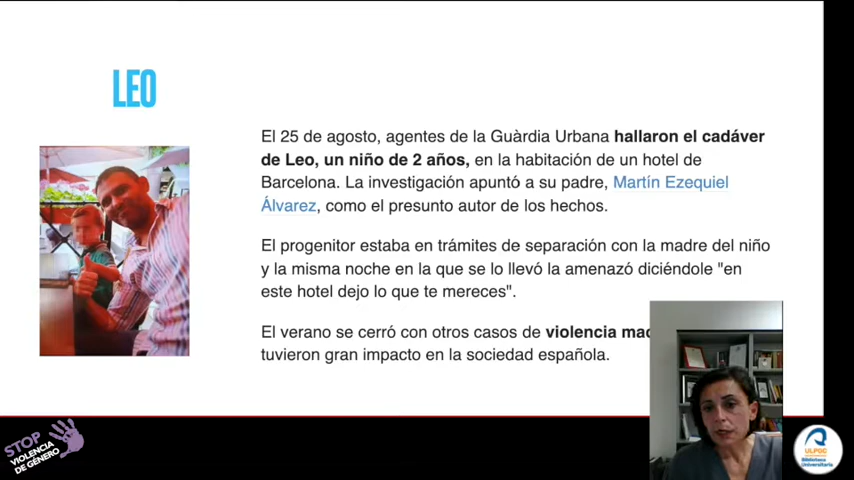 LEO
El 25 de agosto, agentes de la Guàrdia Urbana hallaron el cadáver
de Leo, un niño de 2 años, en la habitación de un hotel de
Barcelona. La investigación apuntó a su padre, Martín Ezequiel
Álvarez, como el presunto autor de los hechos.
El progenitor estaba en trámites de separación con la madre del niño
y la misma noche en la que se lo llevó la amenazó diciéndole "en
este hotel dejo lo que te mereces".
El verano se cerró con otros casos de violencia
tuvieron gran impacto en la sociedad española.
STOP
VIOLENCIA
DE GÉNERO
ULPGC
Biblioteca
Universitaria